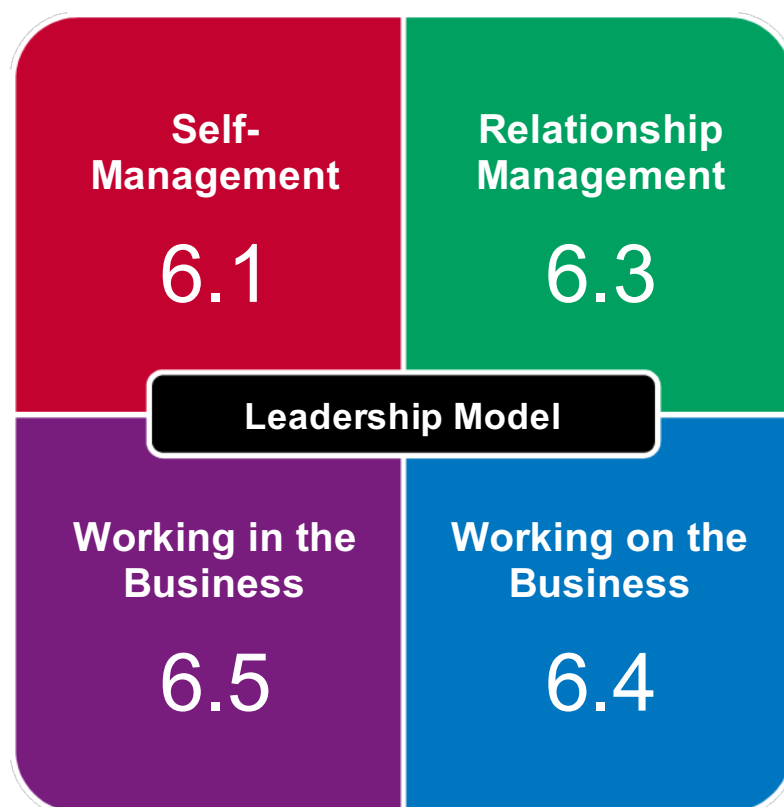 Self-
Management
6.1
Relationship
Management
6.3
Leadership Model
Working in the
Business
6.5
Working on the
Business
6.4